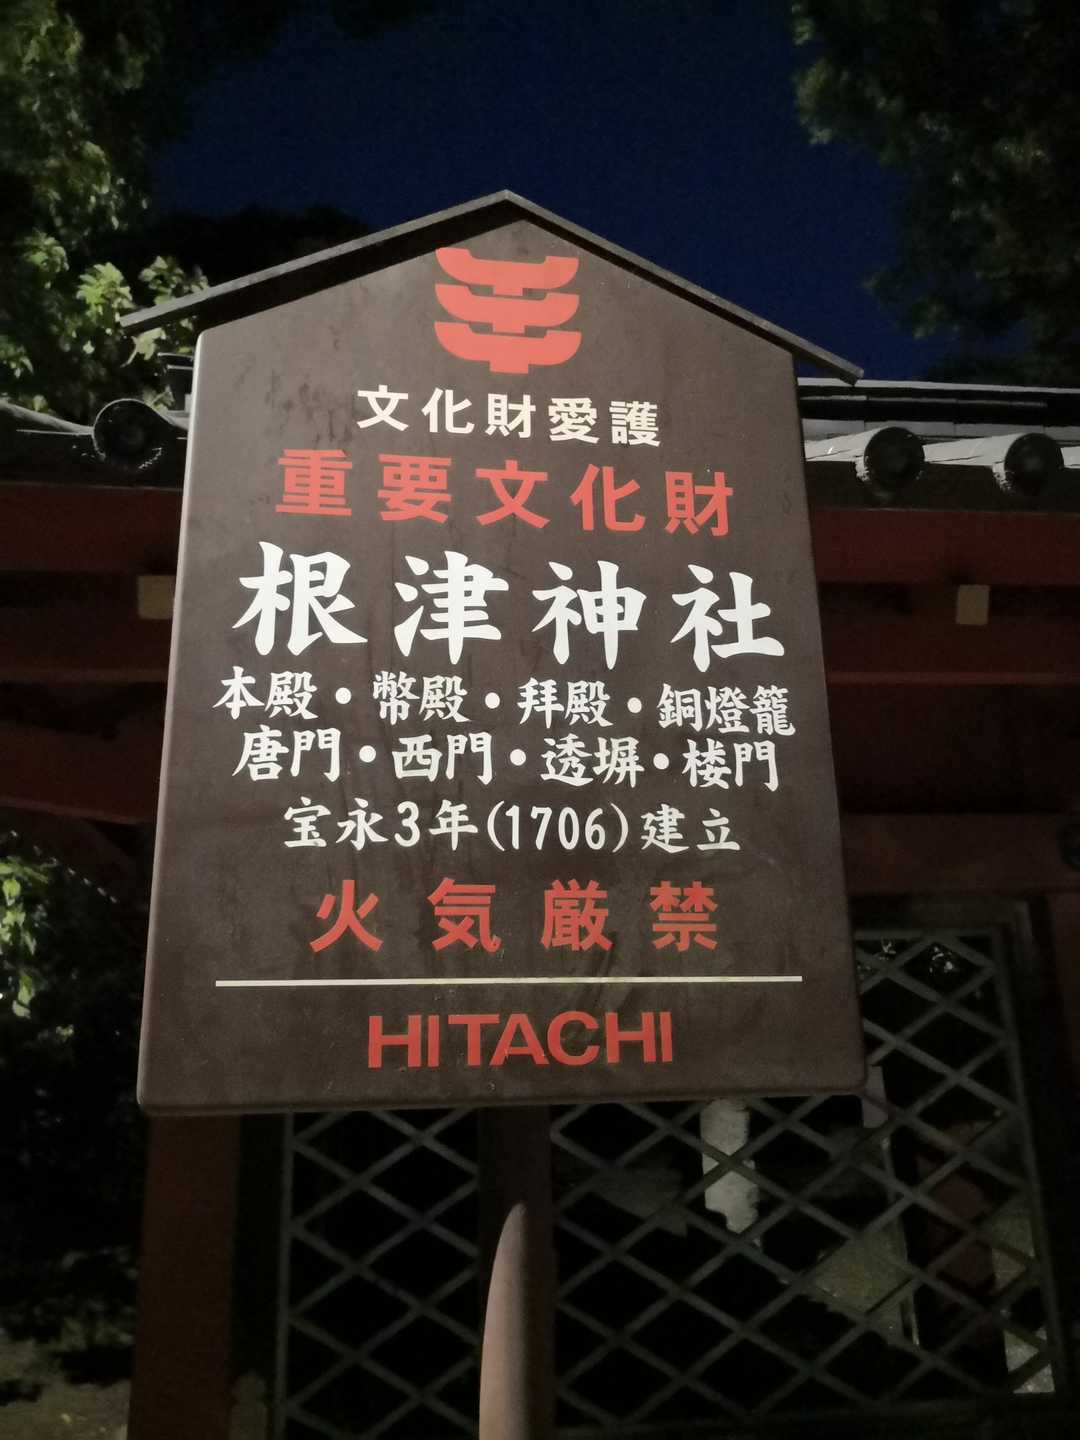 文化財愛護
重要文化財
根津神社
本殿・幣殿・拝殿・銅燈籠
唐門・西門・透塀・楼門
宝永3年(1706)建立
火気厳禁
HITACHI